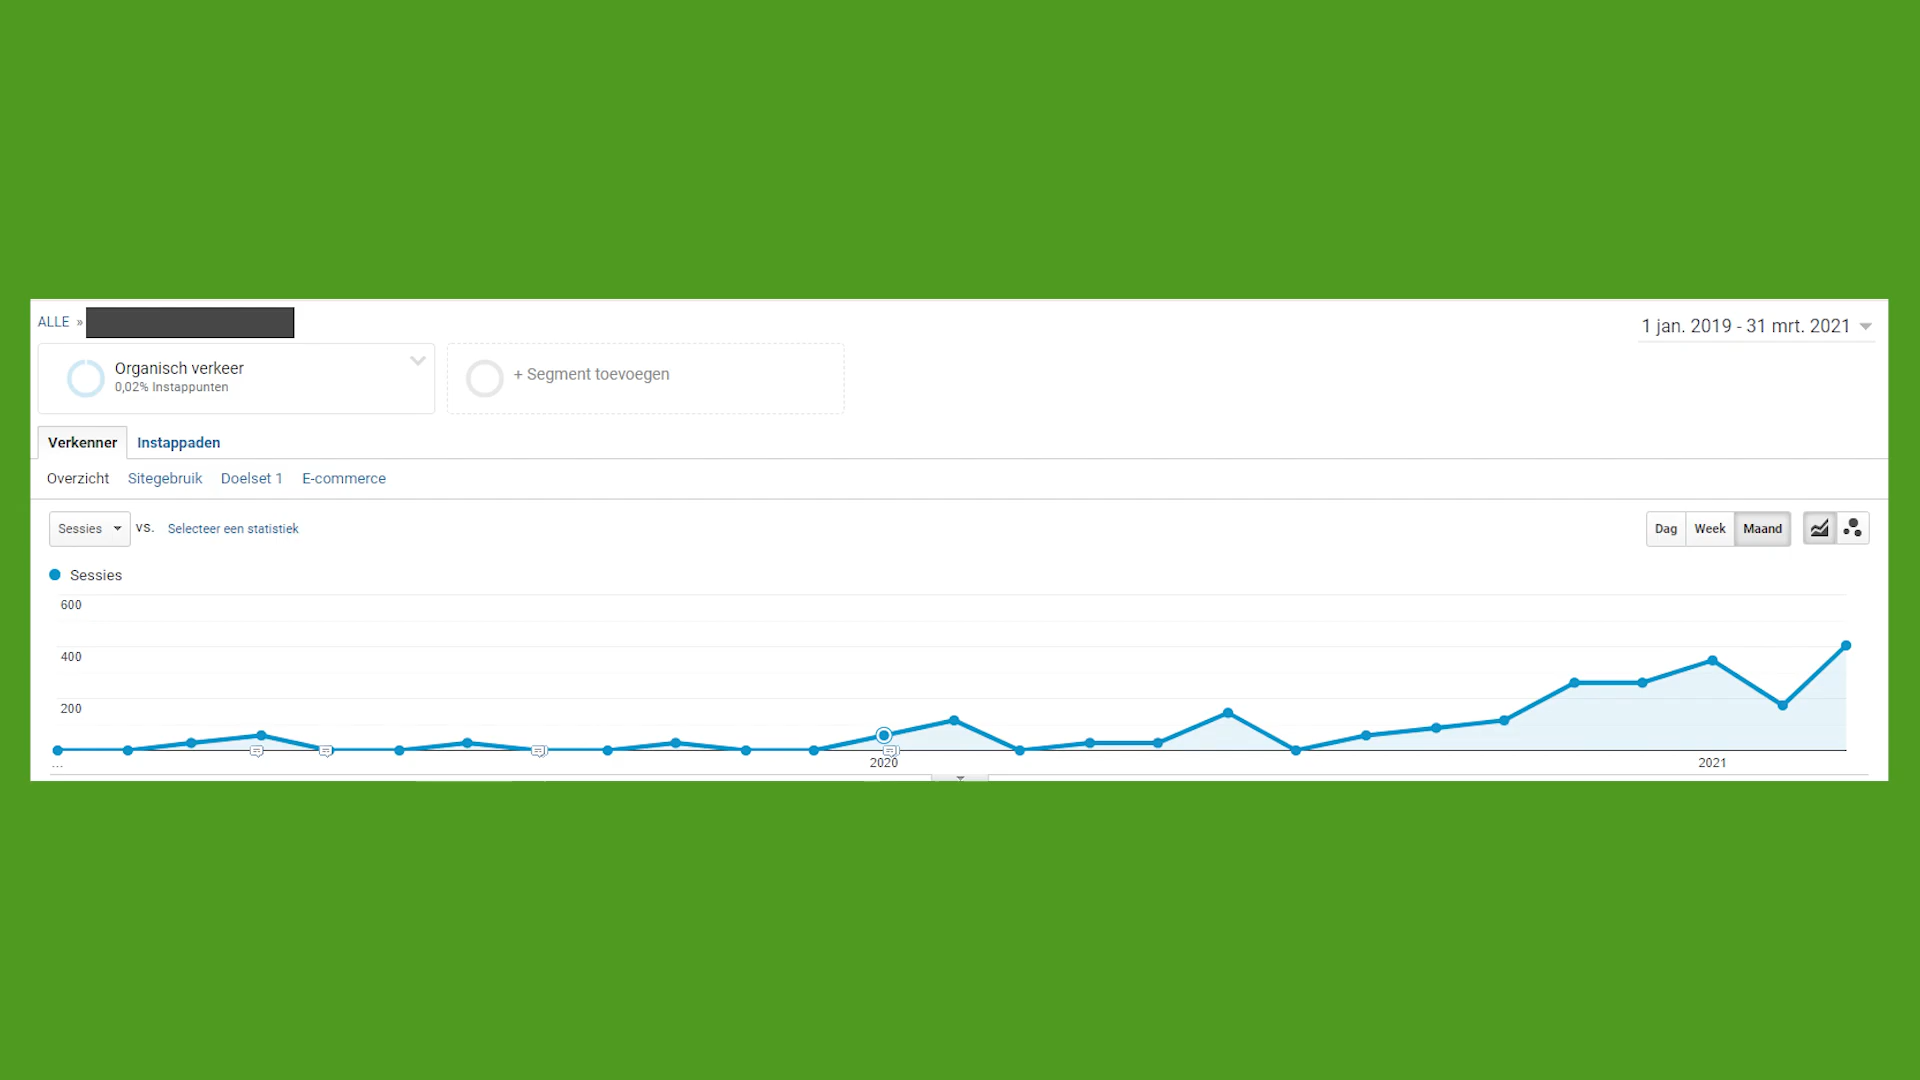 ALLE »
1 jan. 2019 - 31 mrt. 2021
Organisch verkeer
0,02% Instappunten
+ Segment toevoegen
Verkenner Instappaden
Overzicht Sitegebruik Doelset 1 E-commerce
Sessies VS. Selecteer een statistiek
Dag Week Maand
Sessies
600
400
200
... 2020 2021